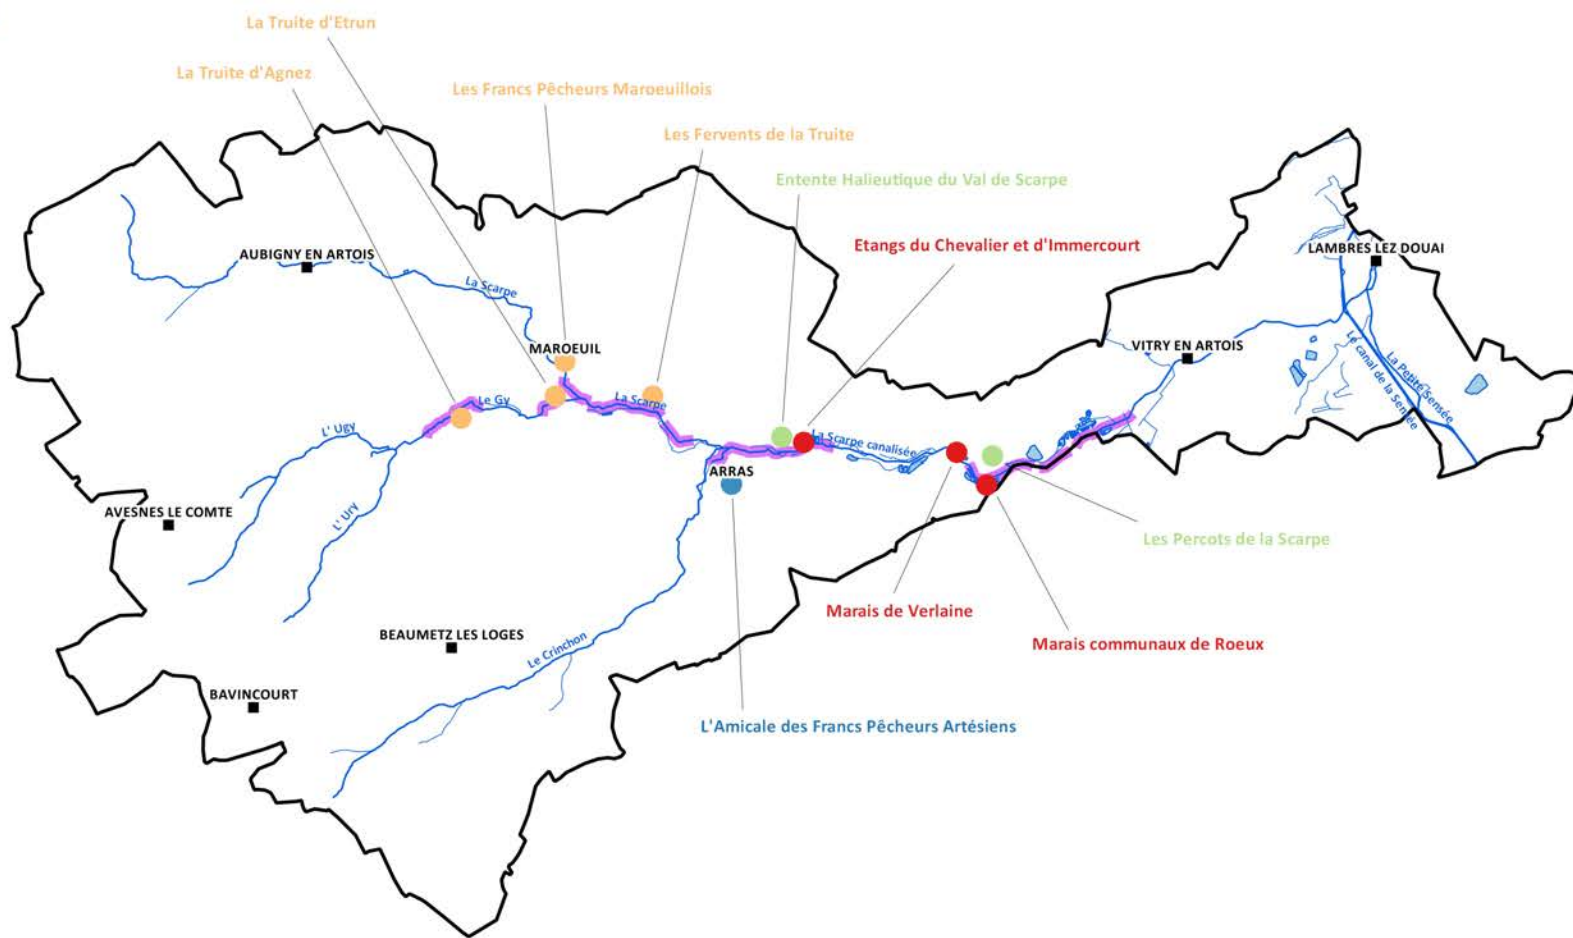 La Truite d'Etrun
La Truite d'Agnez
Les Francs Pêcheurs Maroeuillois
Les Fervents de la Truite
Entente Halieutique du Val de Scarpe
Etangs du Chevalier et d'Immercourt
LAMBRES LEZ DOUAI
AUBIGNY EN ARTOIS
La Scarpe
MAROEUIL
VITRY EN ARTOIS
Le canal de la Sensée
La Petite Sensée
Le Gy
La Scarpe
L' Ugy
La Scarpe canalisée
ARRAS
AVESNES LE COMTE
L' Ury
Les Percots de la Scarpe
Marais de Verlaine
BEAUMETZ LES LOGES
Le Crinchon
Marais communaux de Roeux
BAVINCOURT
L'Amicale des Francs Pêcheurs Artésiens